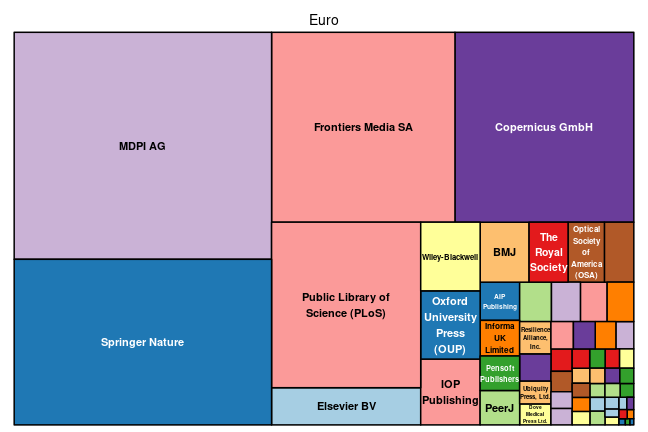 Euro
MDPI AG
Springer Nature
Frontiers Media SA
Copernicus GmbH
Public Library of
Science (PLoS)
Elsevier BV
Wiley-Blackwell
Oxford
University
Press
(OUP)
IOP
Publishing
BMJ
The
Royal
Society
Optical
Society
of
America
(OSA)
AIP
Publishing
Informa
UK
Limited
Pensoft
Publishers
PeerJ
Resilience
Alliance,
Inc.
Ubiquity
Press, Ltd.
Dove
Medical
Press Ltd.